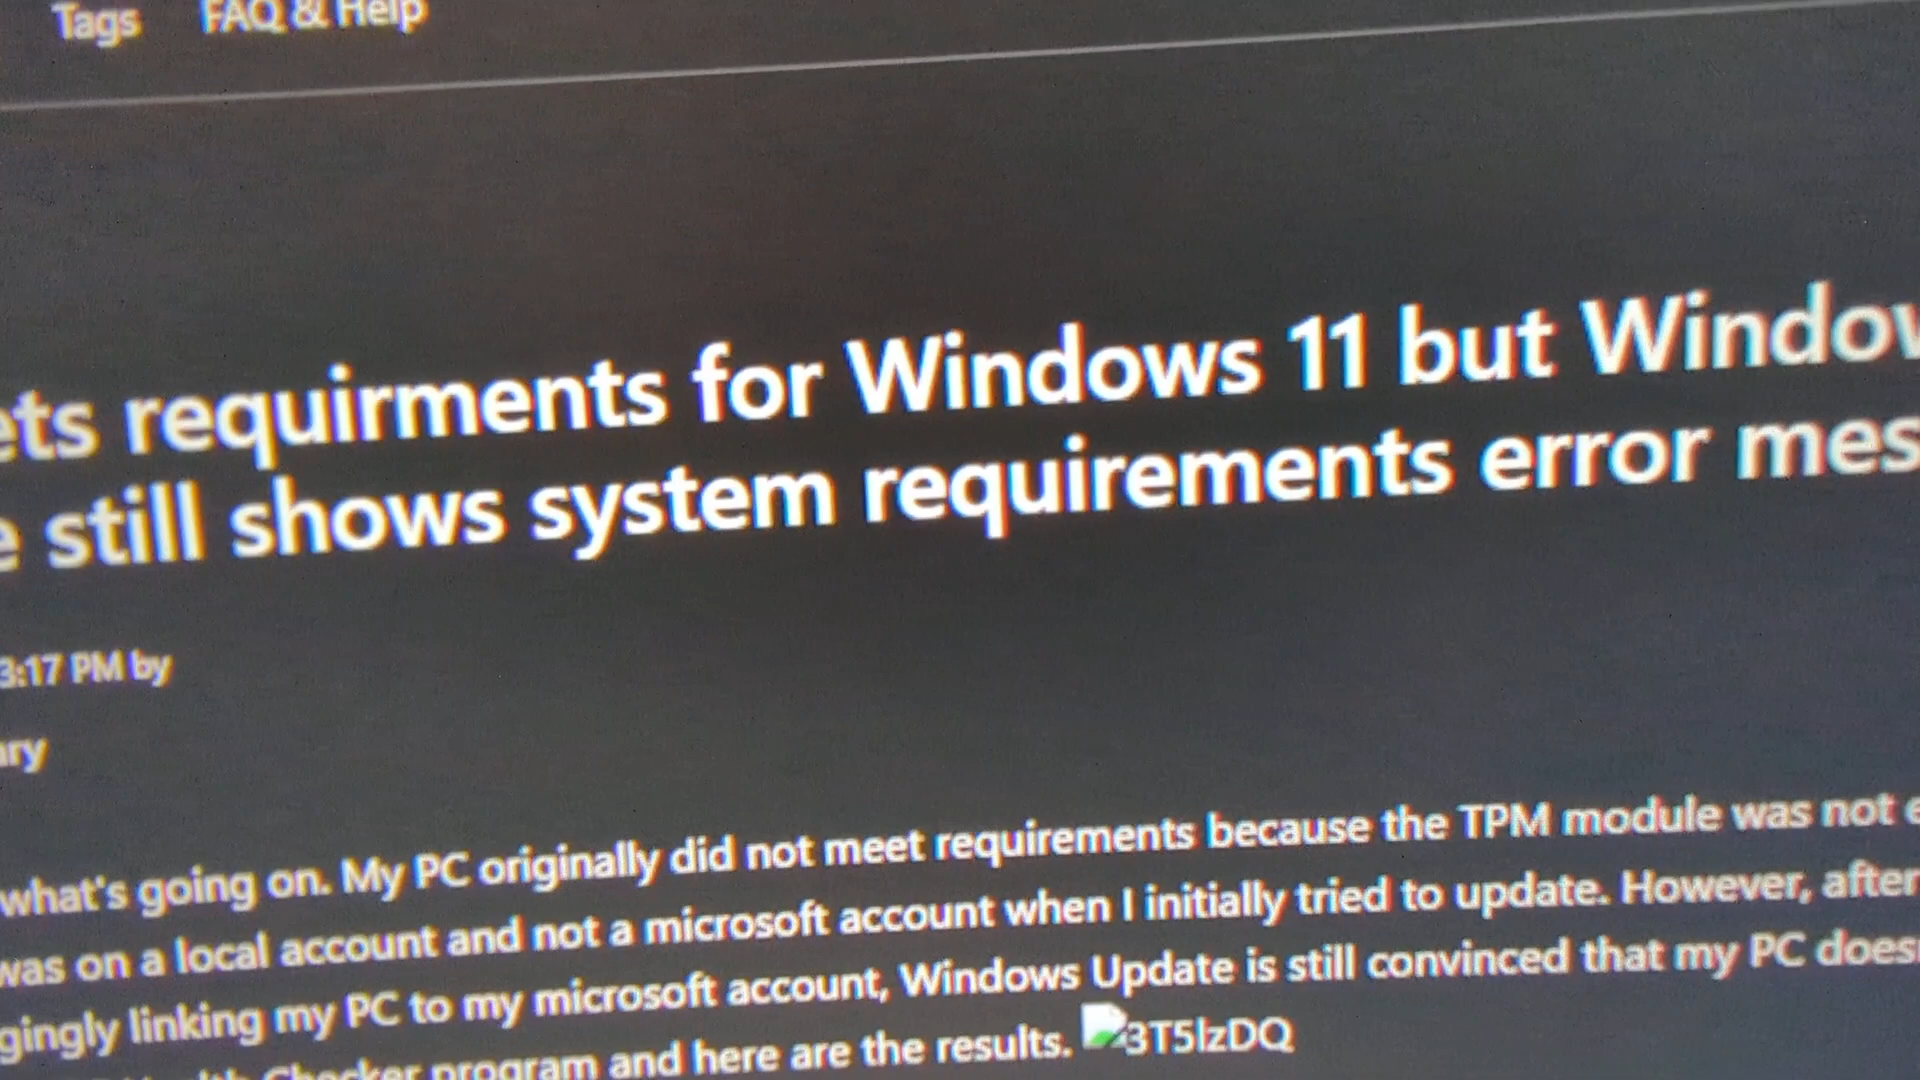 Tags FAQ & Help
ets requirments for Windows 11 but Window
e still shows system requirements error mes
3:17 PM by
ary
what's going on. My PC originally did not meet requirements because the TPM module was not e
was on a local account and not a microsoft account when I initially tried to update. However, after
gingly linking my PC to my microsoft account, Windows Update is still convinced that my PC does
Checker program and here are the results. 3T5lzDQ